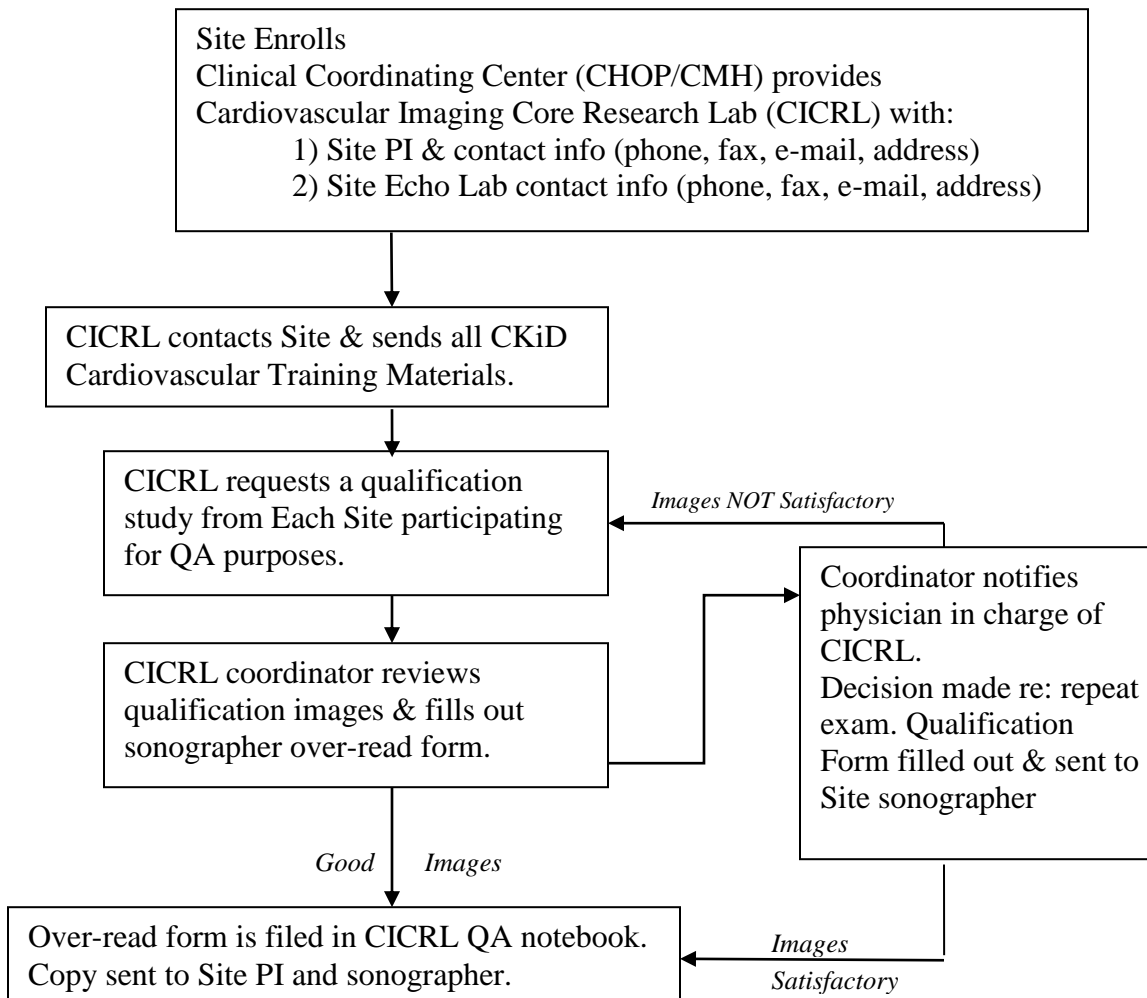 Site Enrolls
Clinical Coordinating Center (CHOP/CMH) provides
Cardiovascular Imaging Core Research Lab (CICRL) with:
1) Site PI & contact info (phone, fax, e-mail, address)
2) Site Echo Lab contact info (phone, fax, e-mail, address)
CICRL contacts Site & sends all CKiD
Cardiovascular Training Materials.
CICRL requests a qualification
study from Each Site participating
for QA purposes.
Images NOT Satisfactory
CICRL coordinator reviews
qualification images & fills out
sonographer over-read form.
Coordinator notifies
physician in charge of
CICRL.
Decision made re: repeat
exam. Qualification
Form filled out & sent to
Site sonographer
Good Images
Over-read form is filed in CICRL QA notebook.
Copy sent to Site PI and sonographer.
Images
Satisfactory